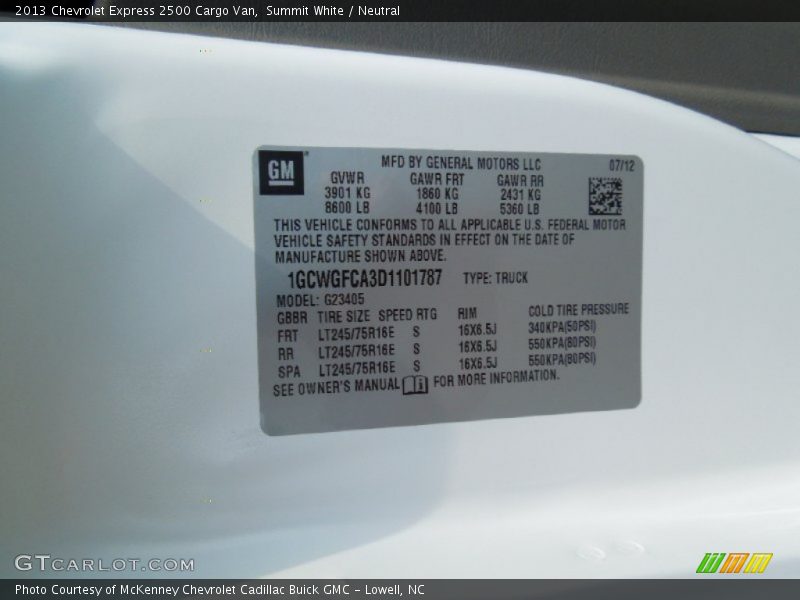 2013 Chevrolet Express 2500 Cargo Van,  Summit White / Neutral
GM
MFD BY GENERAL MOTORS LLC 07/12
GVWR GAWR FRT GAWR RR
3901 KG 1860 KG 2431 KG
8600 LB 4100 LB 5360 LB
THIS VEHICLE CONFORMS TO ALL APPLICABLE U.S. FEDERAL MOTOR
VEHICLE SAFETY STANDARDS IN EFFECT ON THE DATE OF
MANUFACTURE SHOWN ABOVE.
1GCWGFCA3D1101787 TYPE: TRUCK
MODEL: G23405
GBBR TIRE SIZE SPEED RTG RIM COLD TIRE PRESSURE
FRT LT245/75R16E S 16X6.5J 340KPA(50PSI)
RR LT245/75R16E S 16X6.5J 550KPA(80PSI)
SPA LT245/75R16E S 16X6.5J 550KPA(80PSI)
SEE OWNER'S MANUAL FOR MORE INFORMATION.
GTCARLOT.COM
Photo Courtesy of McKenney Chevrolet Cadillac Buick GMC - Lowell, NC